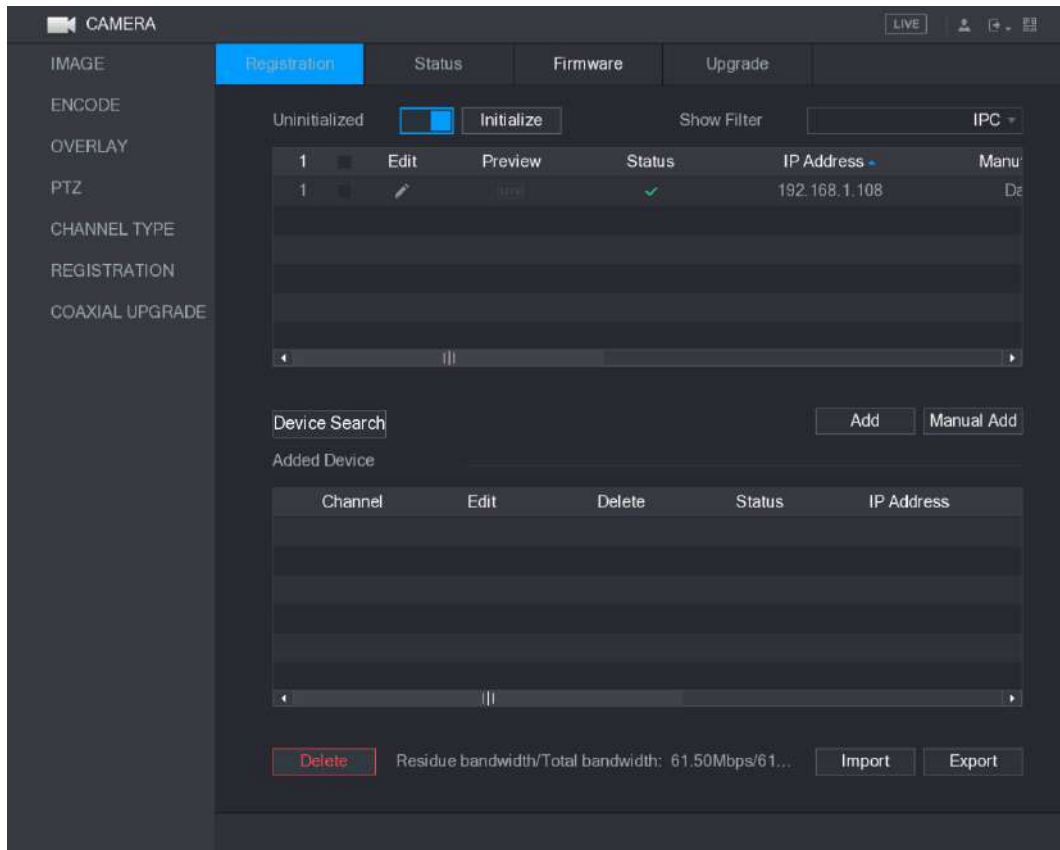 CAMERA
LIVE
IMAGE
ENCODE
OVERLAY
PTZ
CHANNEL TYPE
REGISTRATION
COAXIAL UPGRADE
Registration Status Firmware Upgrade
Uninitialized Initialize Show Filter IPC
1 Edit Preview Status IP Address Manu
1 192.168.1.108 Da
Device Search Add Manual Add
Added Device
Channel Edit Delete Status IP Address
Delete Residue bandwidth/Total bandwidth: 61.50Mbps/61... Import Export